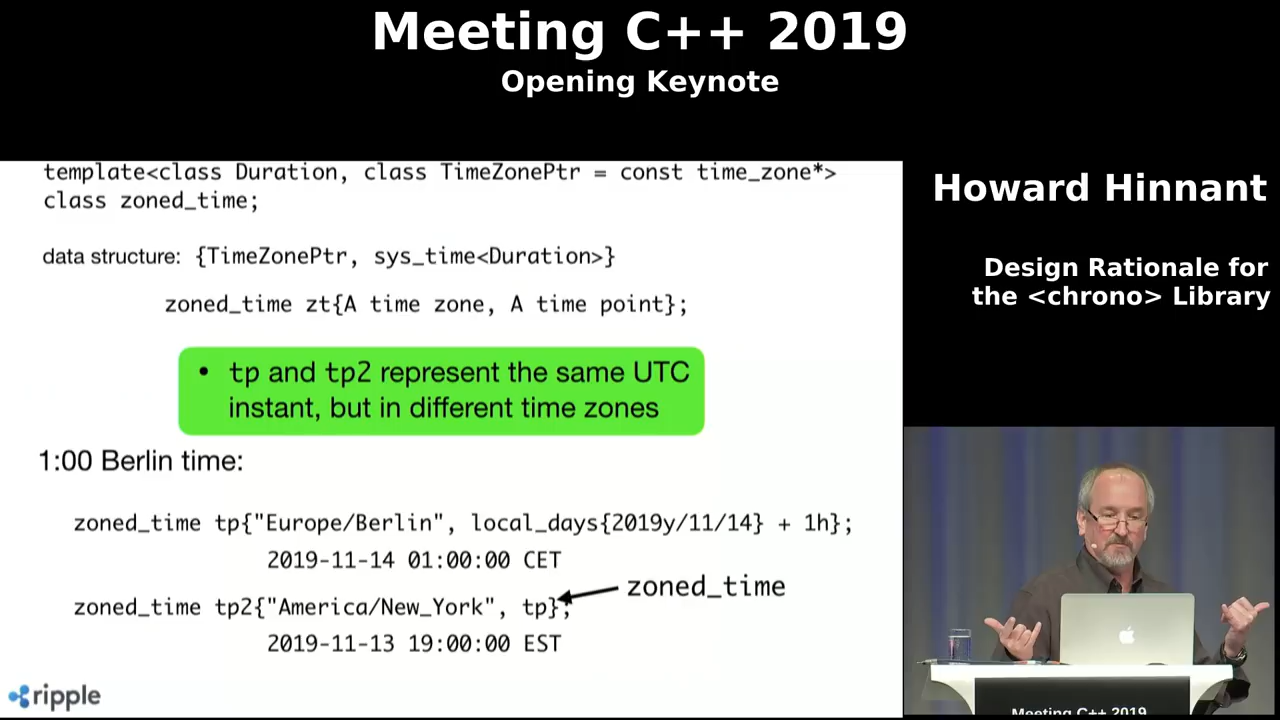 Meeting C++ 2019
Opening Keynote
template<class Duration, class TimeZonePtr = const time_zone*>
class zoned_time;
data structure: {TimeZonePtr, sys_time<Duration>}
zoned_time zt{A time zone, A time point};
• tp and tp2 represent the same UTC
instant, but in different time zones
1:00 Berlin time:
zoned_time tp{"Europe/Berlin", local_days{2019y/11/14} + 1h};
2019-11-14 01:00:00 CET
zoned_time tp2{"America/New_York", tp};
zoned_time
2019-11-13 19:00:00 EST
ripple
Howard Hinnant
Design Rationale for
the <chrono> Library
Meeting C++ 2019